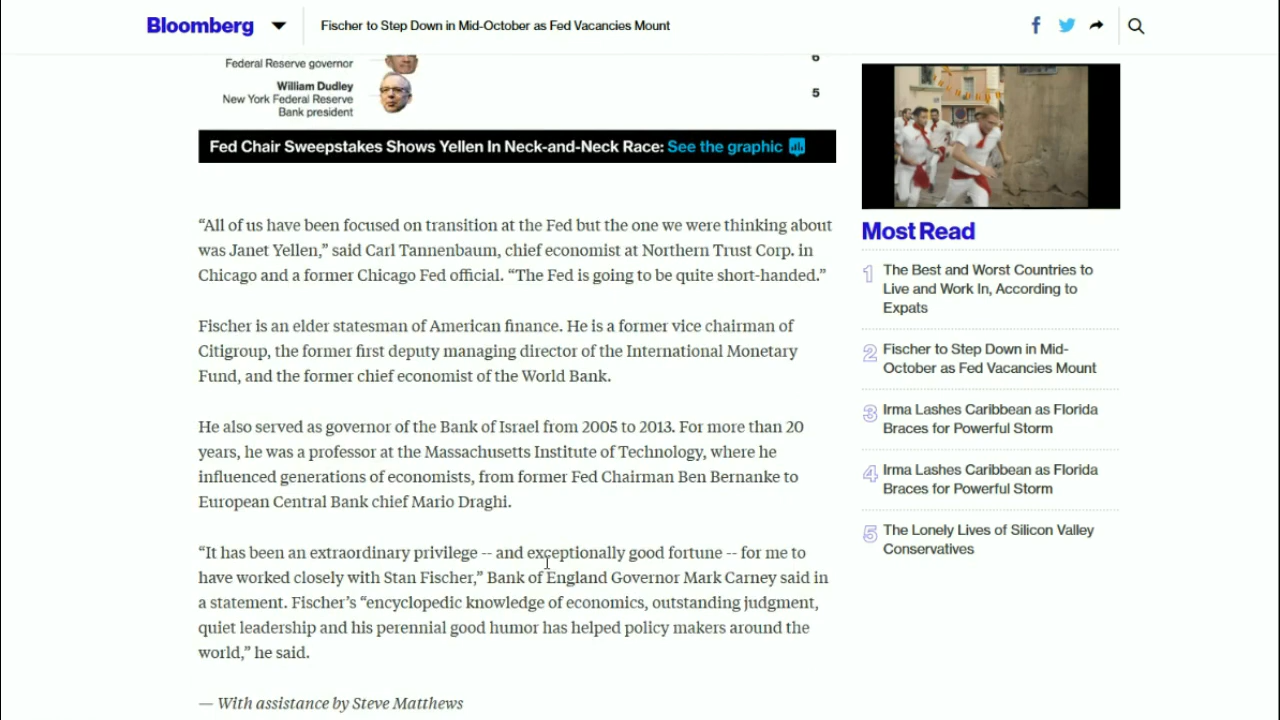 Bloomberg
Fischer to Step Down in Mid-October as Fed Vacancies Mount
Federal Reserve governor
6
William Dudley
New York Federal Reserve
Bank president
5
Fed Chair Sweepstakes Shows Yellen In Neck-and-Neck Race: See the graphic
“All of us have been focused on transition at the Fed but the one we were thinking about
was Janet Yellen,” said Carl Tannenbaum, chief economist at Northern Trust Corp. in
Chicago and a former Chicago Fed official. “The Fed is going to be quite short-handed.”
Fischer is an elder statesman of American finance. He is a former vice chairman of
Citigroup, the former first deputy managing director of the International Monetary
Fund, and the former chief economist of the World Bank.
He also served as governor of the Bank of Israel from 2005 to 2013. For more than 20
years, he was a professor at the Massachusetts Institute of Technology, where he
influenced generations of economists, from former Fed Chairman Ben Bernanke to
European Central Bank chief Mario Draghi.
“It has been an extraordinary privilege -- and exceptionally good fortune -- for me to
have worked closely with Stan Fischer,” Bank of England Governor Mark Carney said in
a statement. Fischer’s “encyclopedic knowledge of economics, outstanding judgment,
quiet leadership and his perennial good humor has helped policy makers around the
world,” he said.
— With assistance by Steve Matthews
Most Read
1 The Best and Worst Countries to
Live and Work In, According to
Expats
2 Fischer to Step Down in Mid-
October as Fed Vacancies Mount
3 Irma Lashes Caribbean as Florida
Braces for Powerful Storm
4 Irma Lashes Caribbean as Florida
Braces for Powerful Storm
5 The Lonely Lives of Silicon Valley
Conservatives